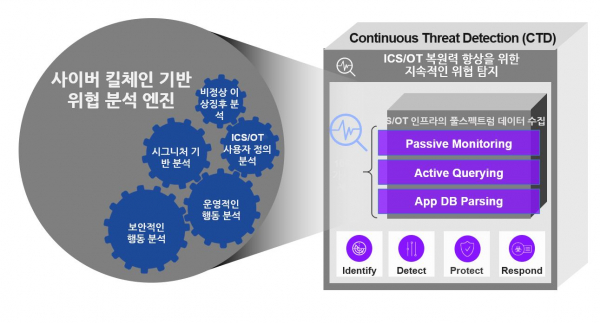 사이버 킬체인 기반
위협 분석 엔진
비정상 이
상징후 분
석
ICS/OT
사용자 정의
분석
시그니처 기
반 분석
운영적인
행동 분석
보안적인
행동 분석
Continuous Threat Detection (CTD)
ICS/OT 복원력 향상을 위한
지속적인 위협 탐지
S/OT 인프라의 풀스펙트럼 데이터 수집
Passive Monitoring
Active Querying
App DB Parsing
Identify
Detect
Protect
Respond